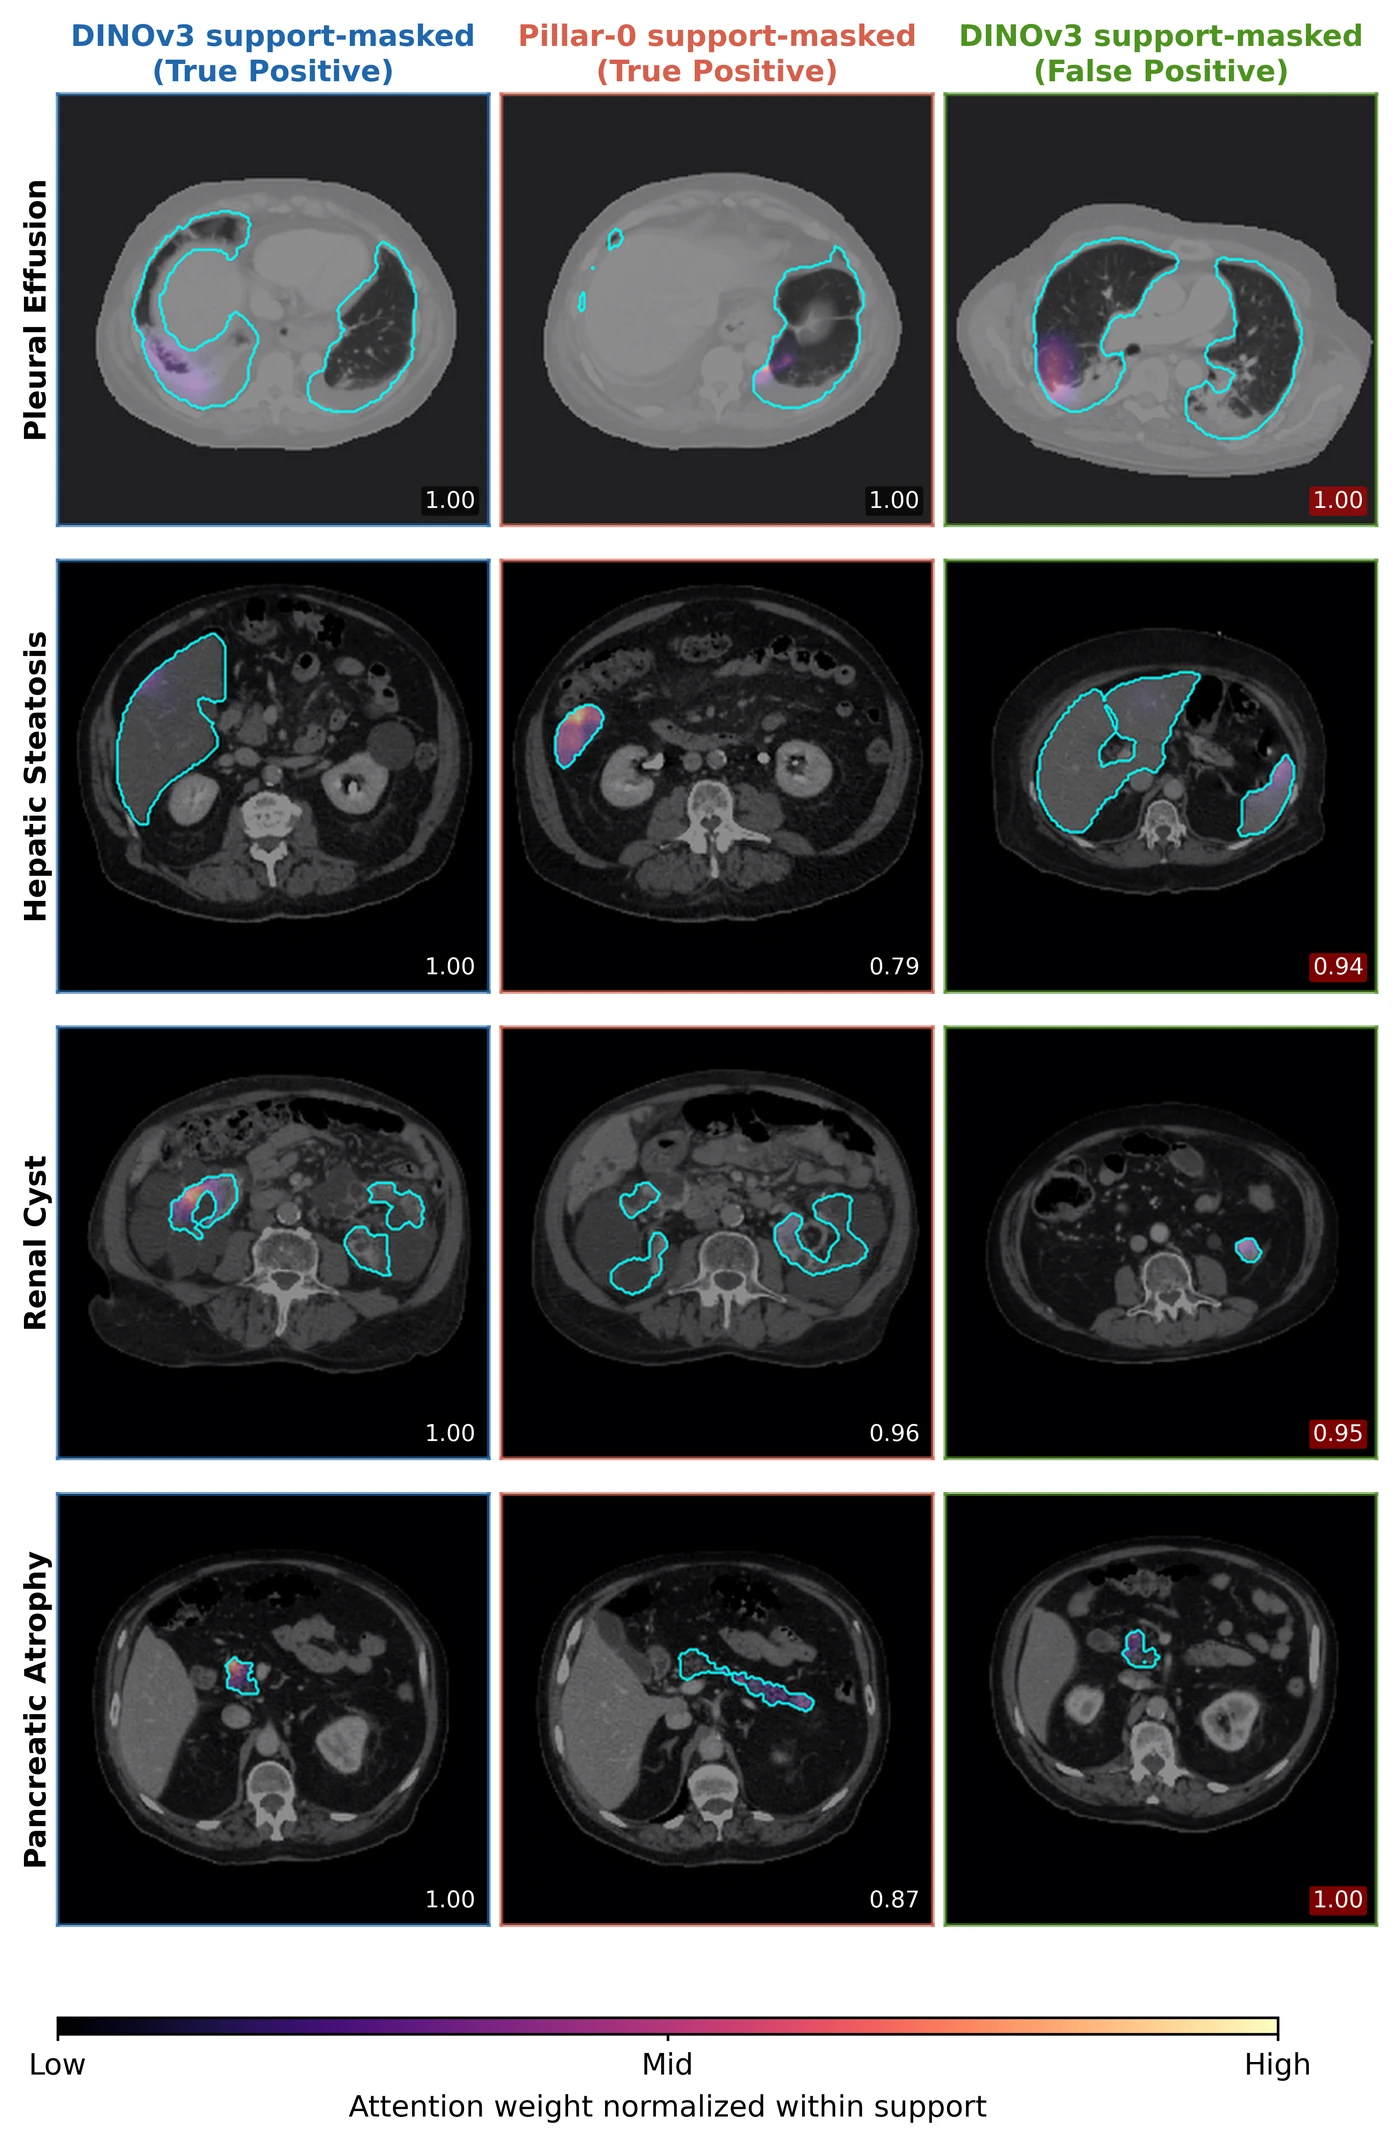 DINOv3 support-masked
(True Positive)
Pillar-0 support-masked
(True Positive)
DINOv3 support-masked
(False Positive)
Pleural Effusion
1.00
1.00
1.00
Hepatic Steatosis
1.00
0.79
0.94
Renal Cyst
1.00
0.96
0.95
Pancreatic Atrophy
1.00
0.87
1.00
Low
Mid
High
Attention weight normalized within support